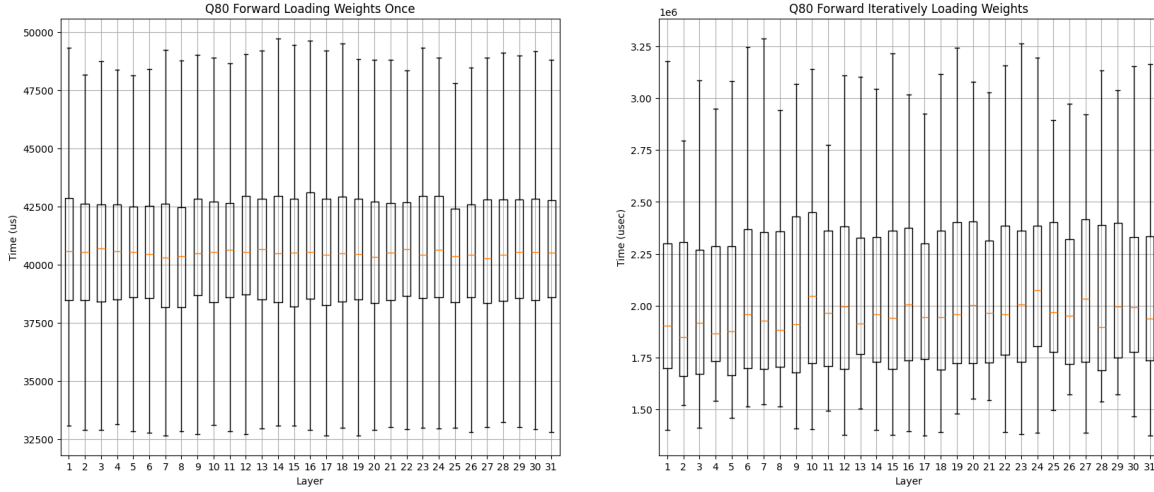 Q80 Forward Loading Weights Once
50000
47500
45000
42500
40000
37500
35000
32500
Time (us)
1 2 3 4 5 6 7 8 9 10 11 12 13 14 15 16 17 18 19 20 21 22 23 24 25 26 27 28 29 30 31
Layer
Q80 Forward Iteratively Loading Weights
1e6
3.25
3.00
2.75
2.50
2.25
2.00
1.75
1.50
Time (usec)
1 2 3 4 5 6 7 8 9 10 11 12 13 14 15 16 17 18 19 20 21 22 23 24 25 26 27 28 29 30 31
Layer